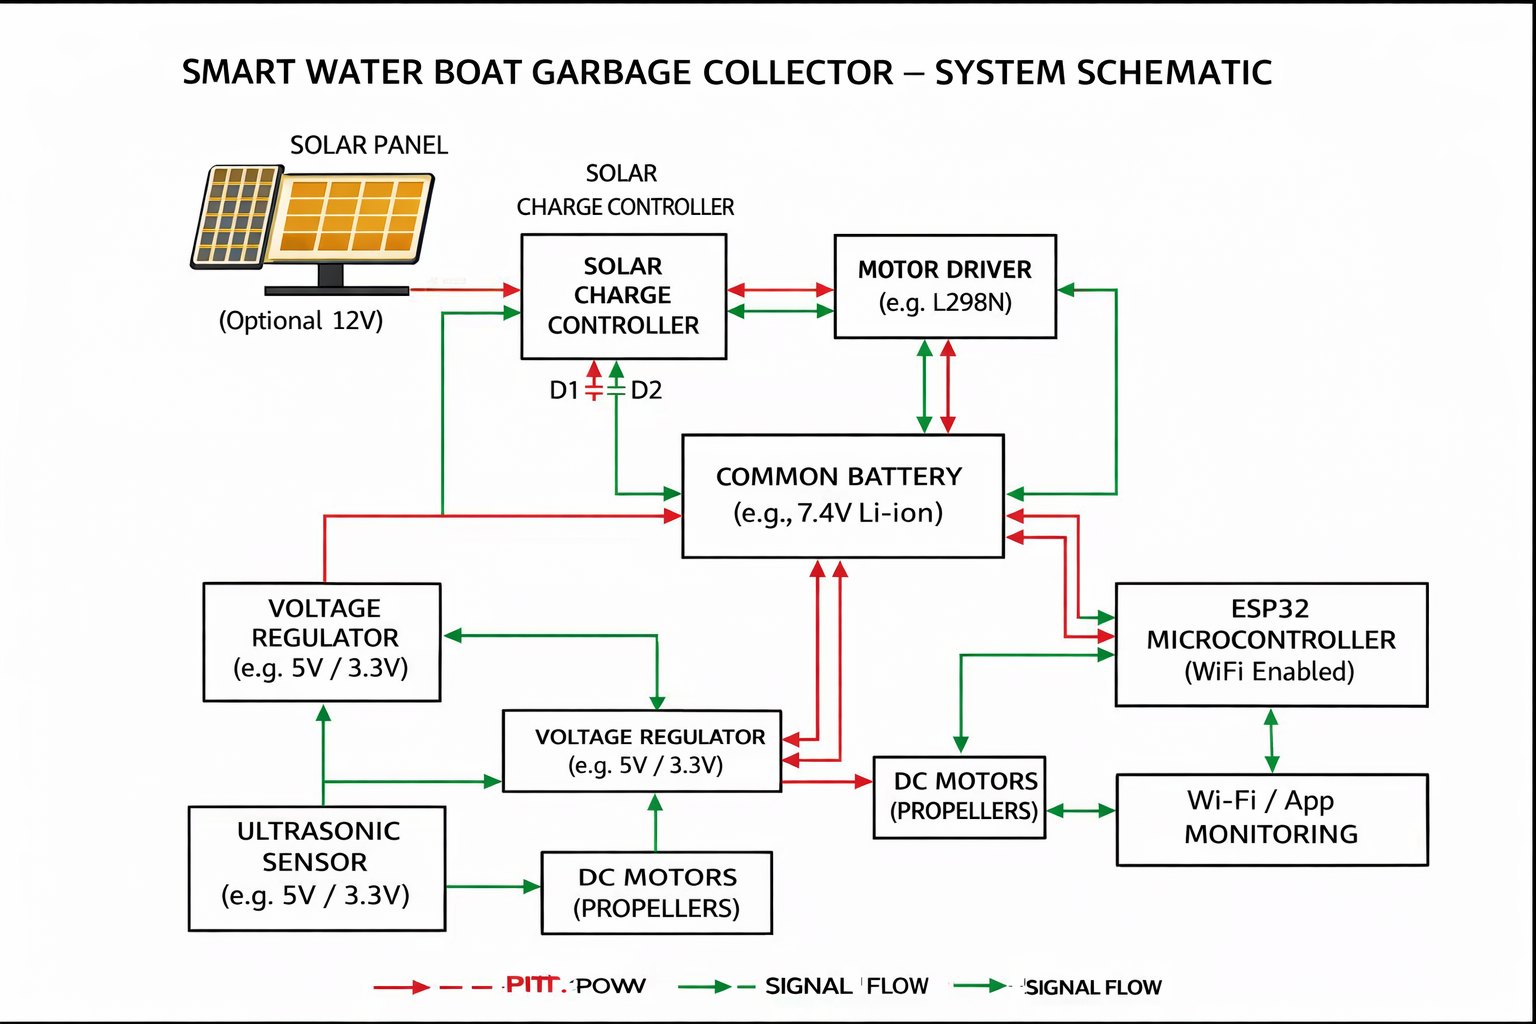 SMART WATER BOAT GARBAGE COLLECTOR – SYSTEM SCHEMATIC
SOLAR PANEL
(Optional 12V)
SOLAR
CHARGE CONTROLLER
SOLAR
CHARGE
CONTROLLER
MOTOR DRIVER
(e.g. L298N)
D1
D2
COMMON BATTERY
(e.g., 7.4V Li-ion)
VOLTAGE
REGULATOR
(e.g. 5V / 3.3V)
ESP32
MICROCONTROLLER
(WiFi Enabled)
VOLTAGE REGULATOR
(e.g. 5V / 3.3V)
DC MOTORS
(PROPELLERS)
Wi-Fi / App
MONITORING
ULTRASONIC
SENSOR
(e.g. 5V / 3.3V)
DC MOTORS
(PROPELLERS)
SIGNAL FLOW
SIGNAL FLOW